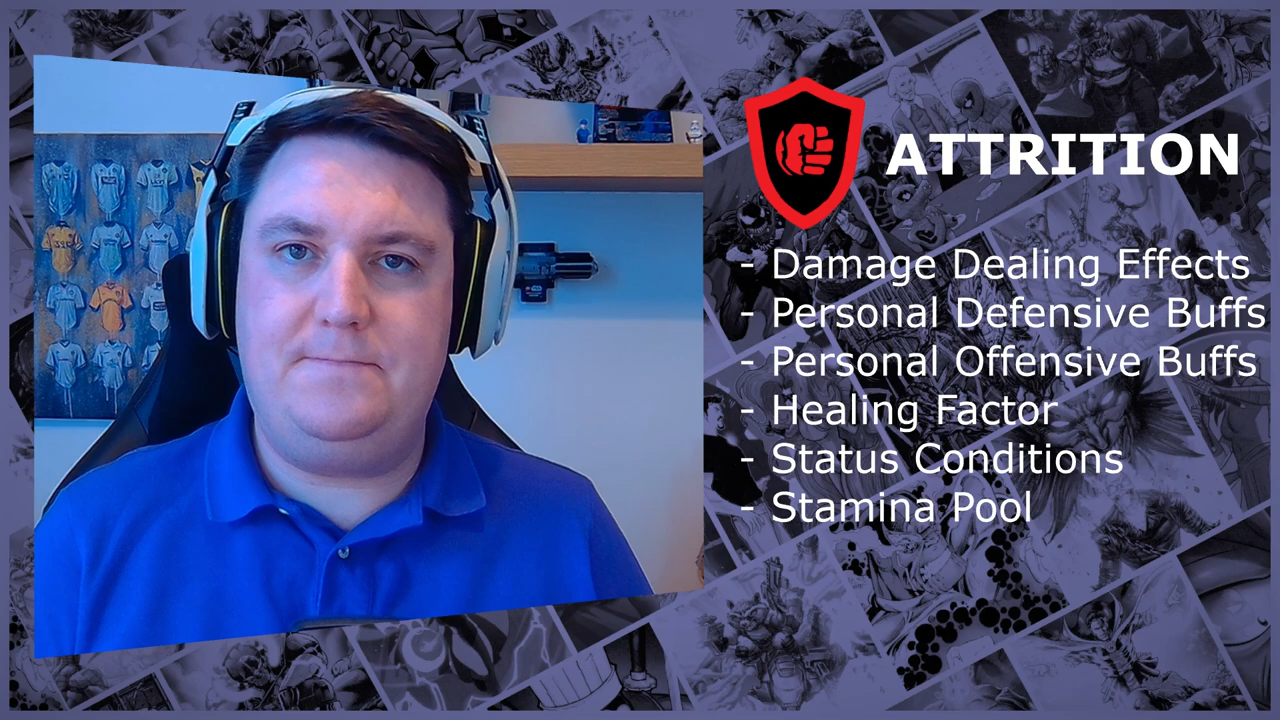 ATTRITION
- Damage Dealing Effects
- Personal Defensive Buffs
- Personal Offensive Buffs
- Healing Factor
- Status Conditions
- Stamina Pool